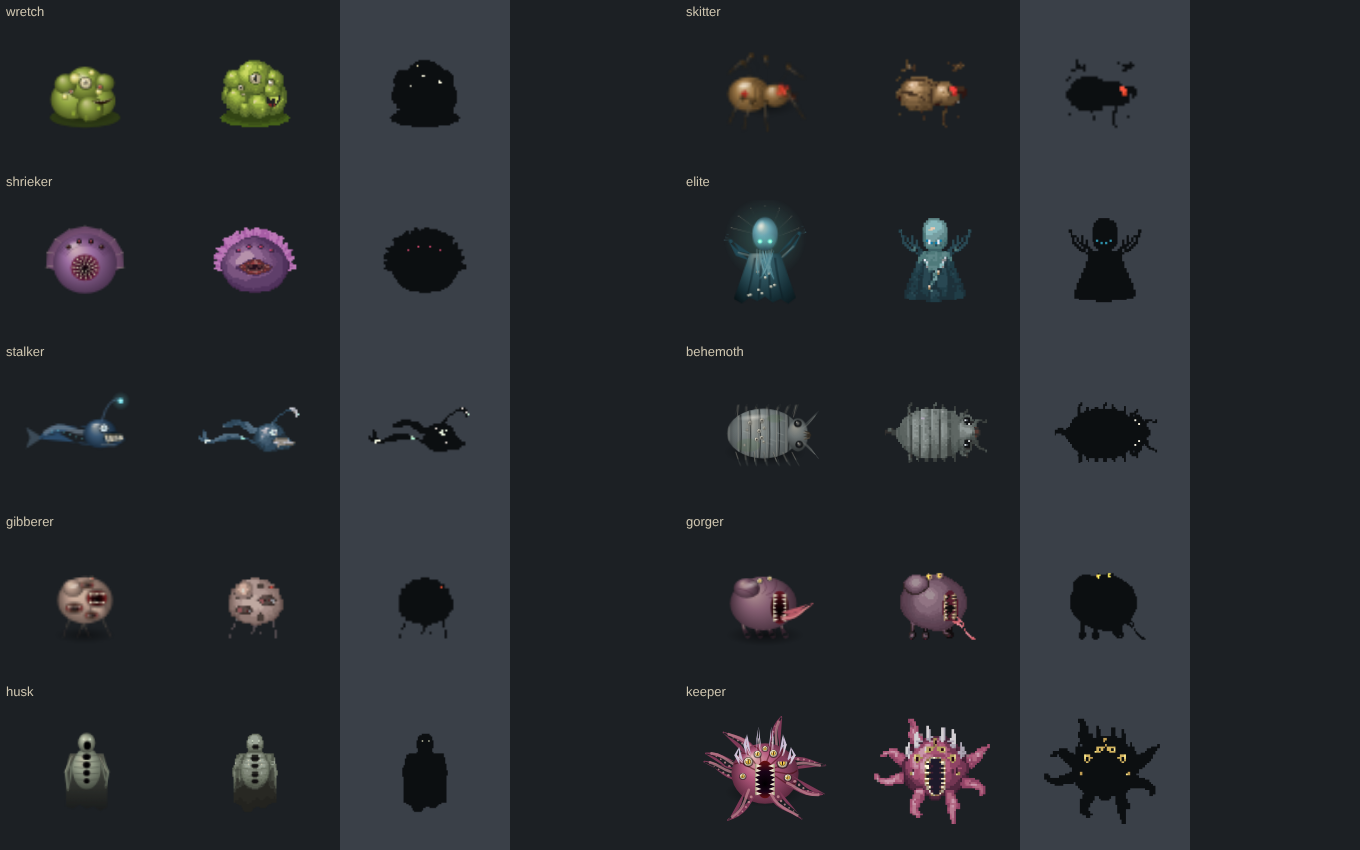 wretch
skitter
shrieker
elite
stalker
behemoth
gibberer
gorger
husk
keeper